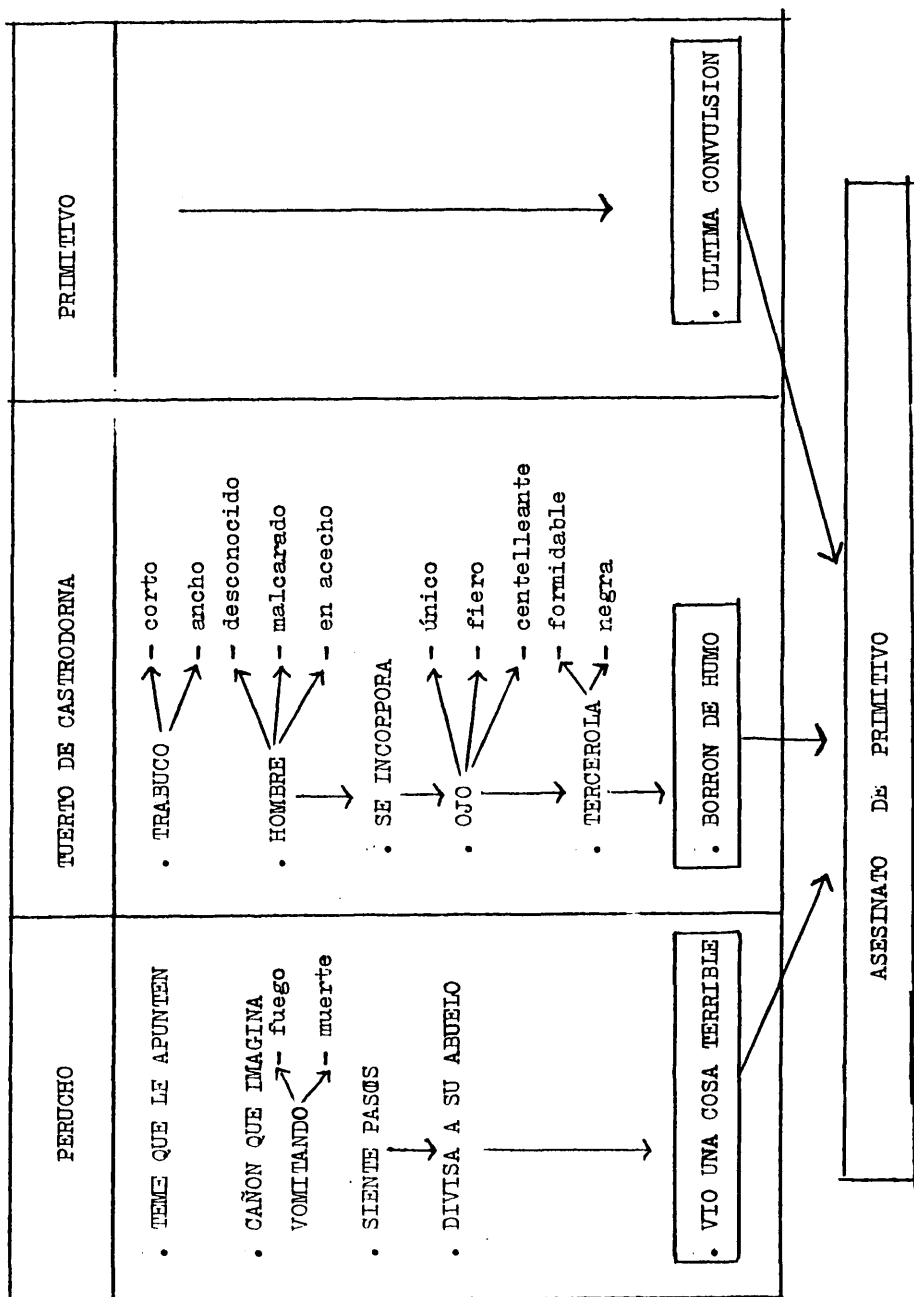 PERUCHO
. TEME QUE LE APUNTEN
. CAÑON QUE IMAGINA
VOMITANDO
- fuego
- muerte
. SIENTE PASOS
. DIVISA A SU ABUELO
. VIO UNA COSA TERRIBLE
TUERTO DE CASTRODORNA
. TRABUCO
- corto
- ancho
. HOMBRE
- desconocido
- malcarado
- en acecho
. SE INCORPORA
. OJO
- único
- fiero
- centelleante
. TERCEROLA
- formidable
- negra
. BORRON DE HUMO
PRIMITIVO
. ULTIMA CONVULSION
ASESINATO DE PRIMITIVO